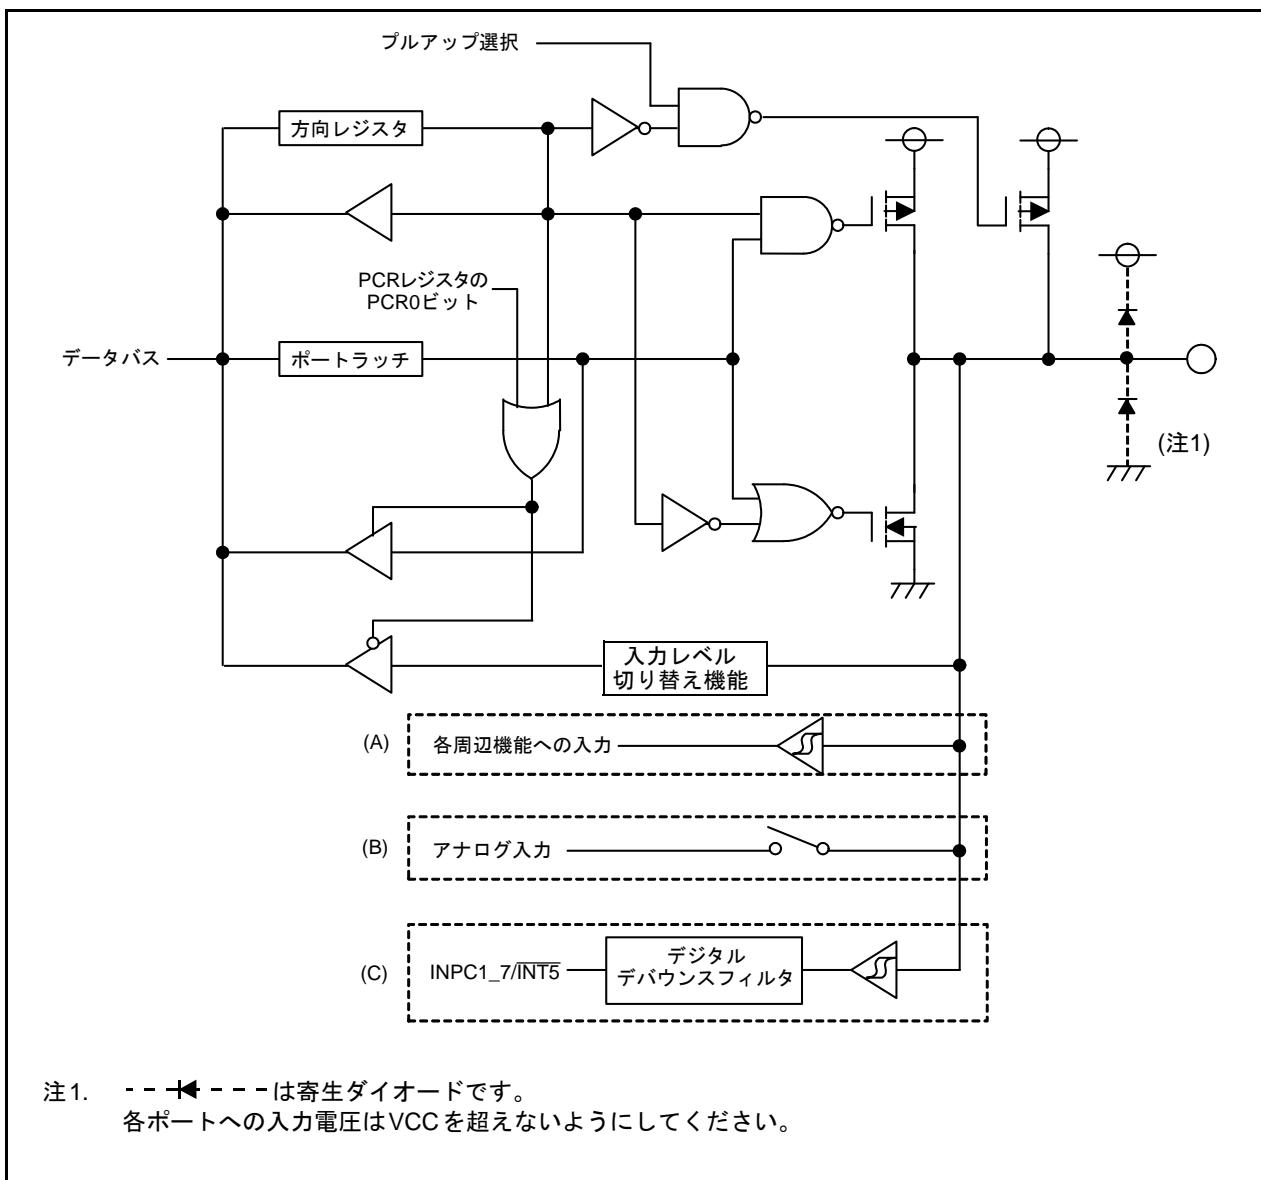 プルアップ選択
方向レジスタ
PCRレジスタの
PCR0ビット
データバス
ポートラッチ
(注1)
入力レベル
切り替え機能
(A)
各周辺機能への入力
(B)
アナログ入力
(C)
INPC1_7/INT5
デジタル
デバウンスフィルタ
注1.
は寄生ダイオードです。
各ポートへの入力電圧はVCCを超えないようにしてください。